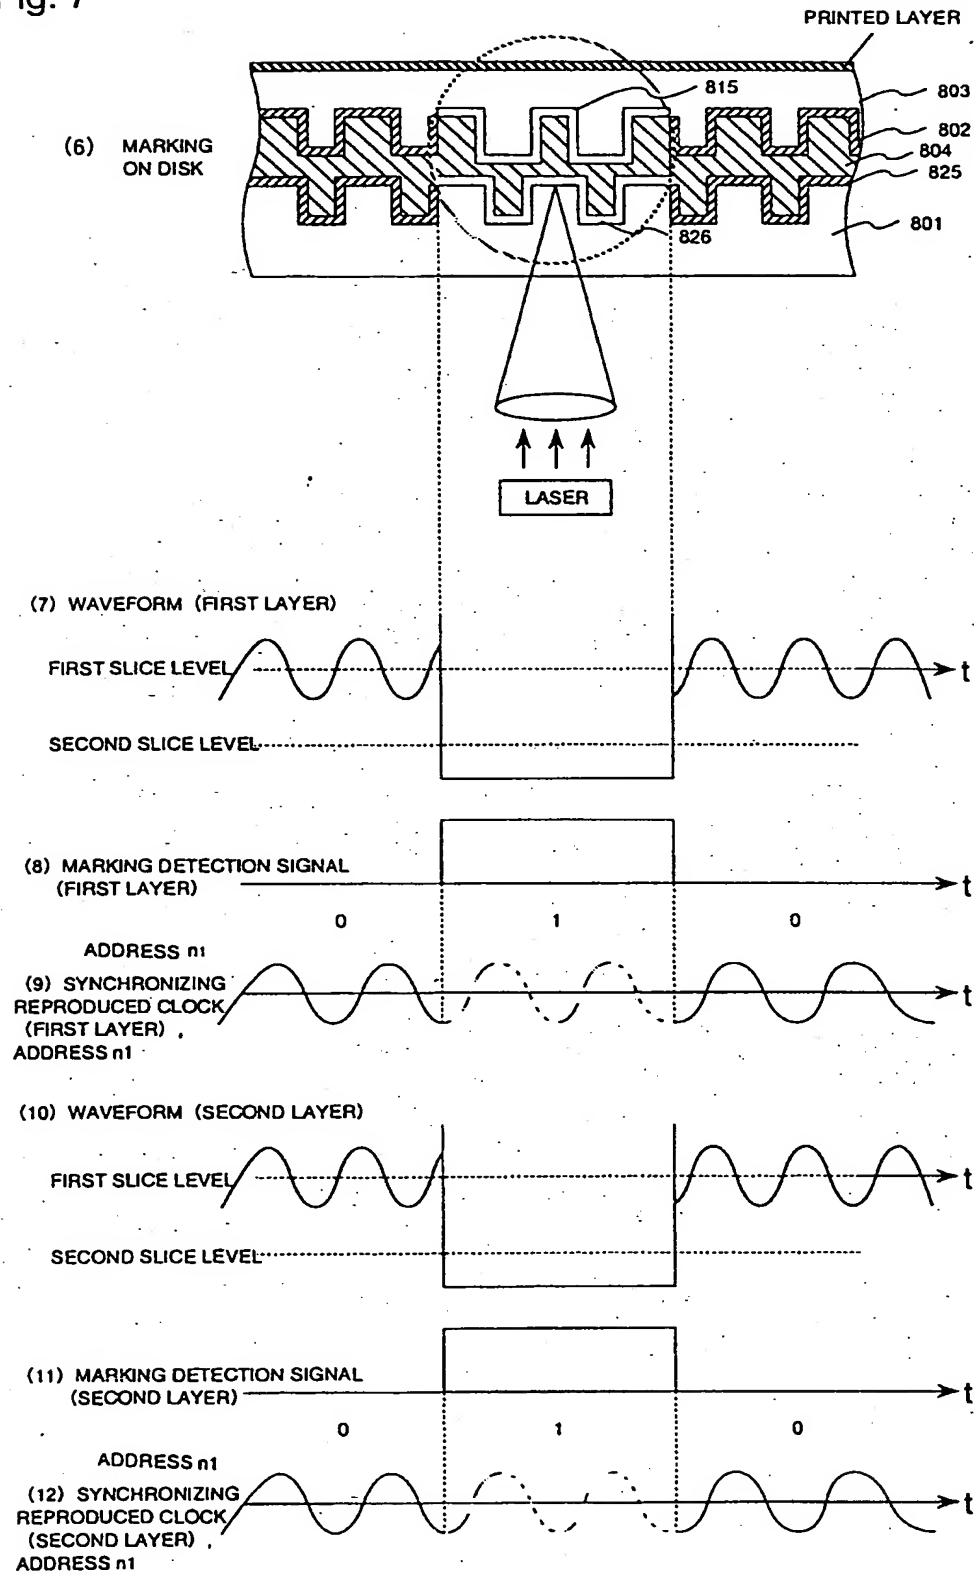 Fig. 7
PRINTED LAYER
815
803
802
804
825
(6) MARKING
ON DISK
801
826
LASER
(7) WAVEFORM (FIRST LAYER)
FIRST SLICE LEVEL
t
SECOND SLICE LEVEL
(8) MARKING DETECTION SIGNAL
(FIRST LAYER)
t
0 1 0
ADDRESS n1
(9) SYNCHRONIZING
REPRODUCED CLOCK
(FIRST LAYER) ,
ADDRESS n1
t
(10) WAVEFORM (SECOND LAYER)
FIRST SLICE LEVEL
t
SECOND SLICE LEVEL
(11) MARKING DETECTION SIGNAL
(SECOND LAYER)
t
0 1 0
ADDRESS n1
(12) SYNCHRONIZING
REPRODUCED CLOCK
(SECOND LAYER) ,
ADDRESS n1
t